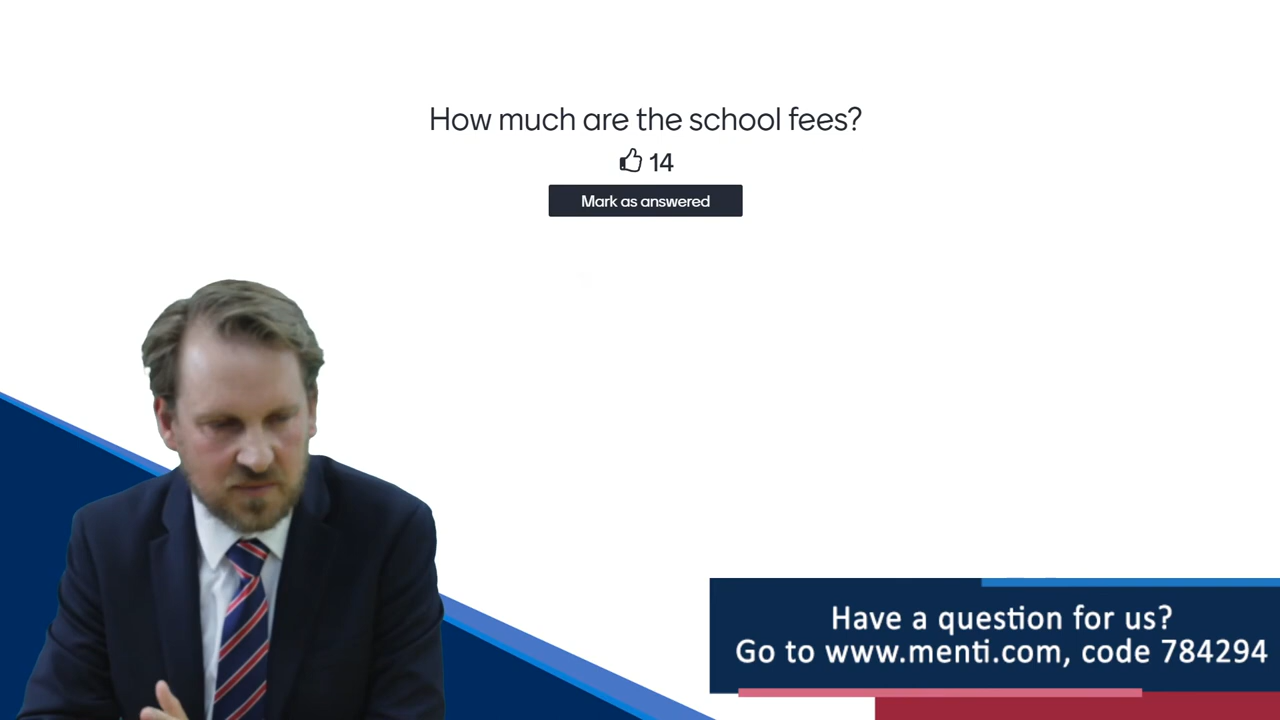 How much are the school fees?
14
Mark as answered
Have a question for us?
Go to www.menti.com, code 784294